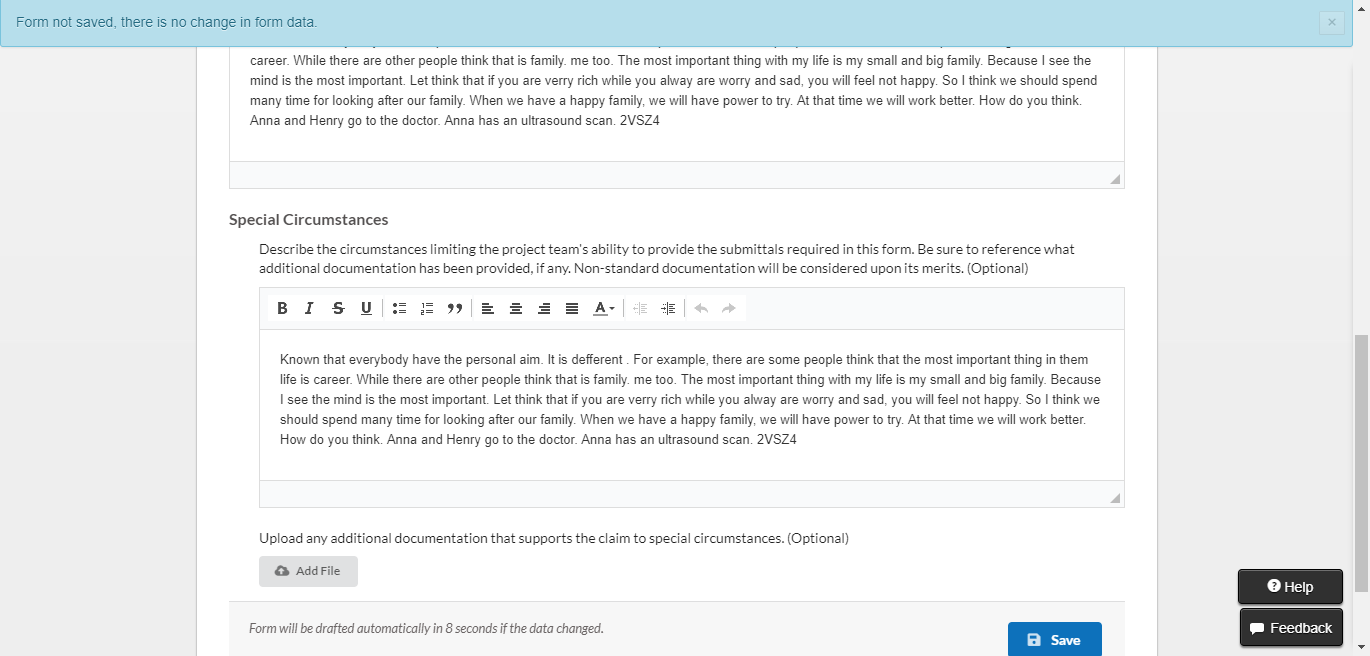 Form not saved, there is no change in form data.
career. While there are other people think that is family. me too. The most important thing with my life is my small and big family. Because I see the
mind is the most important. Let think that if you are verry rich while you alway are worry and sad, you will feel not happy. So I think we should spend
many time for looking after our family. When we have a happy family, we will have power to try. At that time we will work better. How do you think.
Anna and Henry go to the doctor. Anna has an ultrasound scan. 2VSZ4
Special Circumstances
Describe the circumstances limiting the project team's ability to provide the submittals required in this form. Be sure to reference what
additional documentation has been provided, if any. Non-standard documentation will be considered upon its merits. (Optional)
Known that everybody have the personal aim. It is defferent . For example, there are some people think that the most important thing in them
life is career. While there are other people think that is family. me too. The most important thing with my life is my small and big family. Because
I see the mind is the most important. Let think that if you are verry rich while you alway are worry and sad, you will feel not happy. So I think we
should spend many time for looking after our family. When we have a happy family, we will have power to try. At that time we will work better.
How do you think. Anna and Henry go to the doctor. Anna has an ultrasound scan. 2VSZ4
Upload any additional documentation that supports the claim to special circumstances. (Optional)
Add File
Help
Form will be drafted automatically in 8 seconds if the data changed.
Feedback
Save